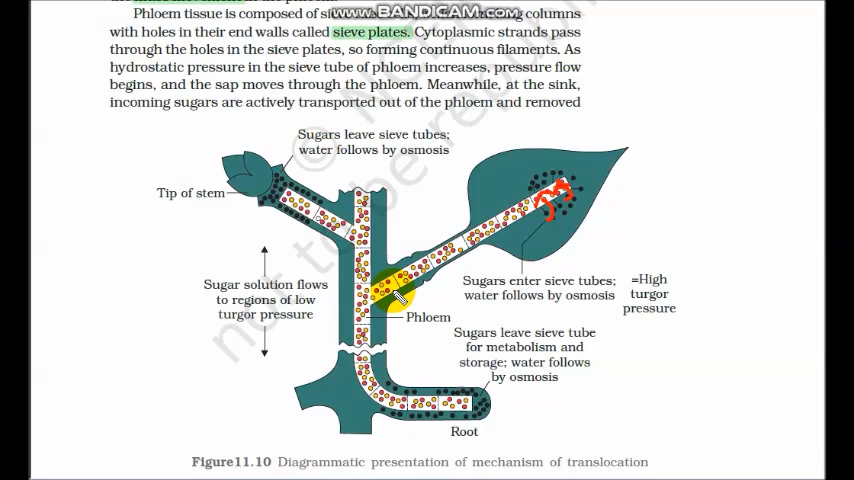 www.BANDICAM.com
Phloem tissue is composed of
columns
with holes in their end walls called sieve plates. Cytoplasmic strands pass
through the holes in the sieve plates, so forming continuous filaments. As
hydrostatic pressure in the sieve tube of phloem increases, pressure flow
begins, and the sap moves through the phloem. Meanwhile, at the sink,
incoming sugars are actively transported out of the phloem and removed
Sugars leave sieve tubes;
water follows by osmosis
Tip of stem
Sugar solution flows
to regions of low
turgor pressure
Sugars enter sieve tubes;
water follows by osmosis
=High
turgor
pressure
Phloem
Sugars leave sieve tube
for metabolism and
storage; water follows
by osmosis
Root
Figure11.10 Diagrammatic presentation of mechanism of translocation
not to be republished